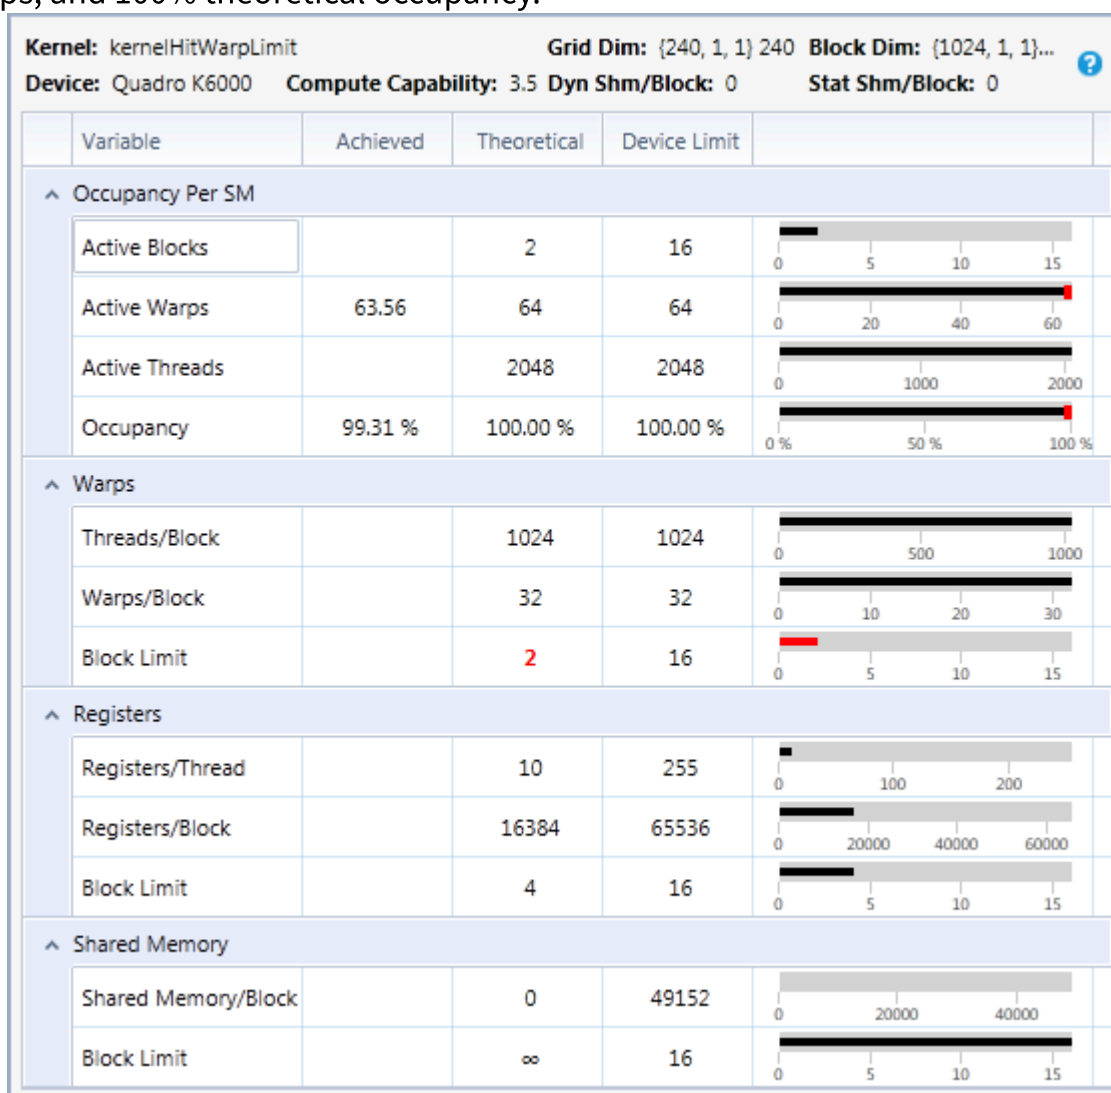 ps, and 100% theoretical occupancy.
Kernel: kernelHitWarpLimit Grid Dim: {240, 1, 1} 240 Block Dim: {1024, 1, 1}...
Device: Quadro K6000 Compute Capability: 3.5 Dyn Shm/Block: 0 Stat Shm/Block: 0
Variable Achieved Theoretical Device Limit
Occupancy Per SM
Active Blocks 2 16
0 5 10 15
Active Warps 63.56 64 64
0 20 40 60
Active Threads 2048 2048
0 1000 2000
Occupancy 99.31 % 100.00 % 100.00 %
0 % 50 % 100 %
Warps
Threads/Block 1024 1024
0 500 1000
Warps/Block 32 32
0 10 20 30
Block Limit 2 16
0 5 10 15
Registers
Registers/Thread 10 255
0 100 200
Registers/Block 16384 65536
0 20000 40000 60000
Block Limit 4 16
0 5 10 15
Shared Memory
Shared Memory/Block 0 49152
0 20000 40000
Block Limit ∞ 16
0 5 10 15